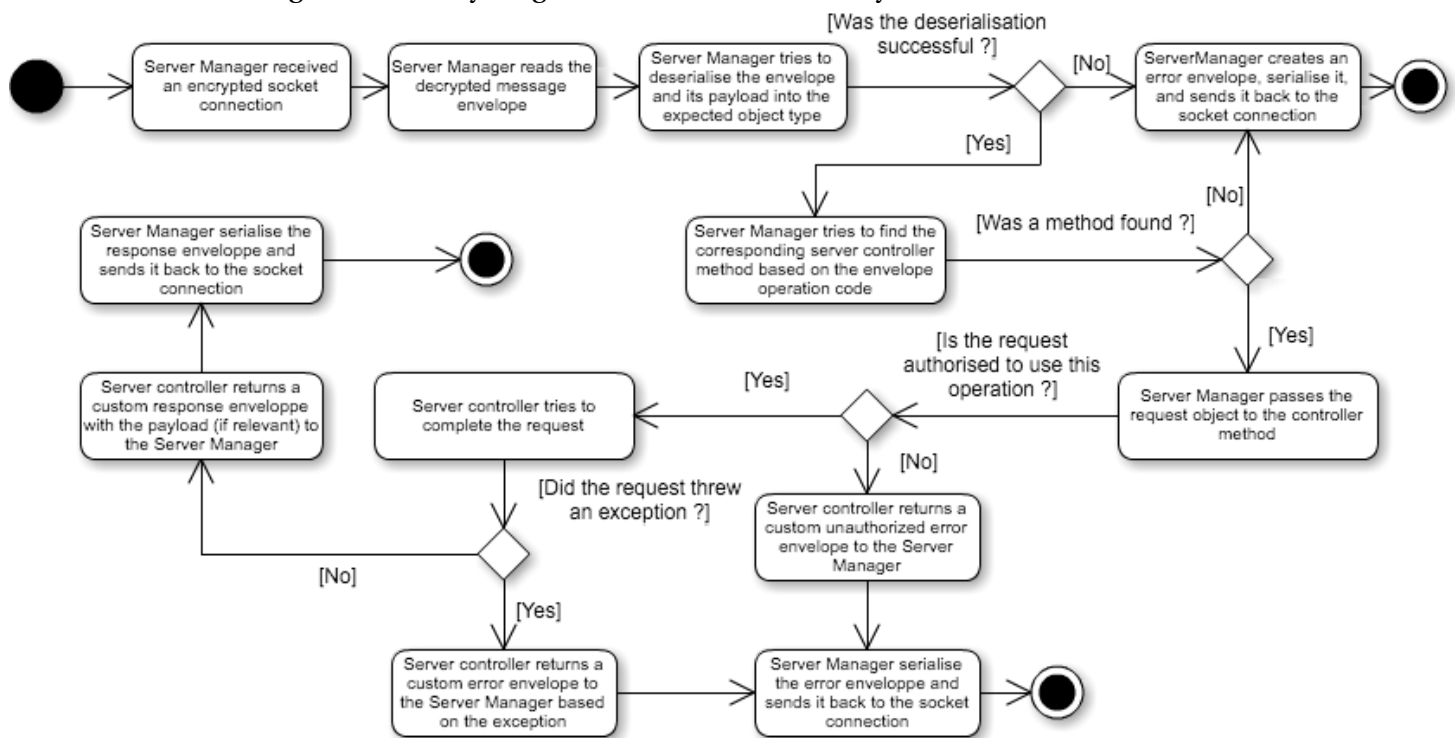 [Was the deserialisation
successful ?]
Server Manager received
an encrypted socket
connection
Server Manager reads the
decrypted message
envelope
Server Manager tries to
deserialise the envelope
and its payload into the
expected object type
[No]
ServerManager creates an
error envelope, serialise it,
and sends it back to the
socket connection
[Yes]
[No]
Server Manager serialise the
response enveloppe and
sends it back to the socket
connection
Server Manager tries to find the
corresponding server controller
method based on the envelope
operation code
[Was a method found ?]
[Yes]
[Is the request
authorised to use this
operation ?]
Server controller returns a
custom response enveloppe
with the payload (if relevant) to
the Server Manager
Server controller tries to
complete the request
[Yes]
Server Manager passes the
request object to the controller
method
[No]
[Did the request threw
an exception ?]
Server controller returns a
custom unauthorized error
envelope to the Server
Manager
[No]
[Yes]
Server controller returns a
custom error envelope to
the Server Manager based
on the exception
Server Manager serialise
the error enveloppe and
sends it back to the socket
connection